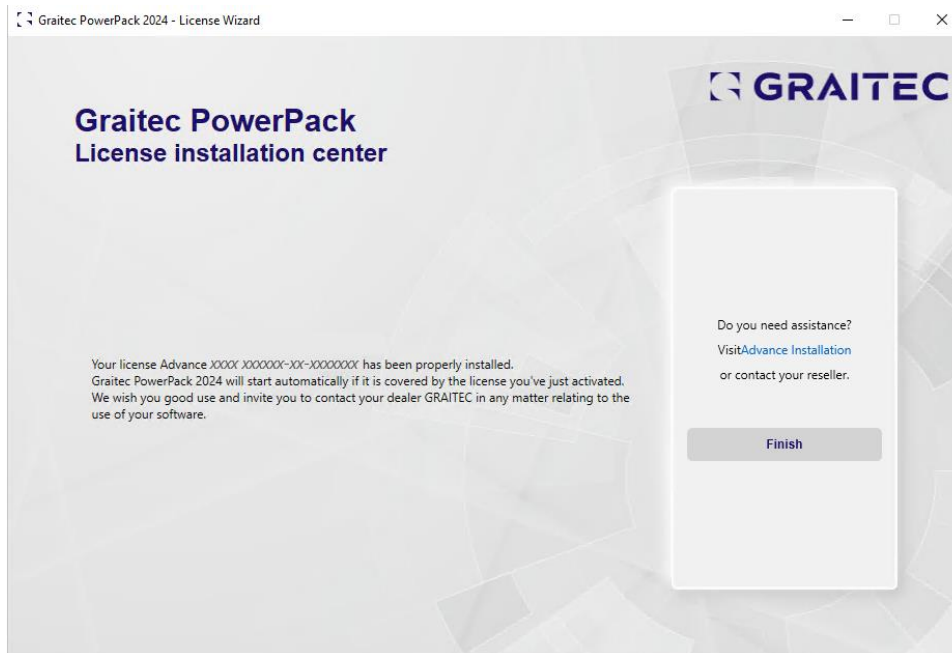 Graitec PowerPack 2024 - License Wizard
GRAITEC
Graitec PowerPack
License installation center
Do you need assistance?
VisitAdvance Installation
or contact your reseller.
Your license Advance XXXX XXXXXX-XX-XXXXXXX has been properly installed.
Graitec PowerPack 2024 will start automatically if it is covered by the license you've just activated.
We wish you good use and invite you to contact your dealer GRAITEC in any matter relating to the
use of your software.
Finish